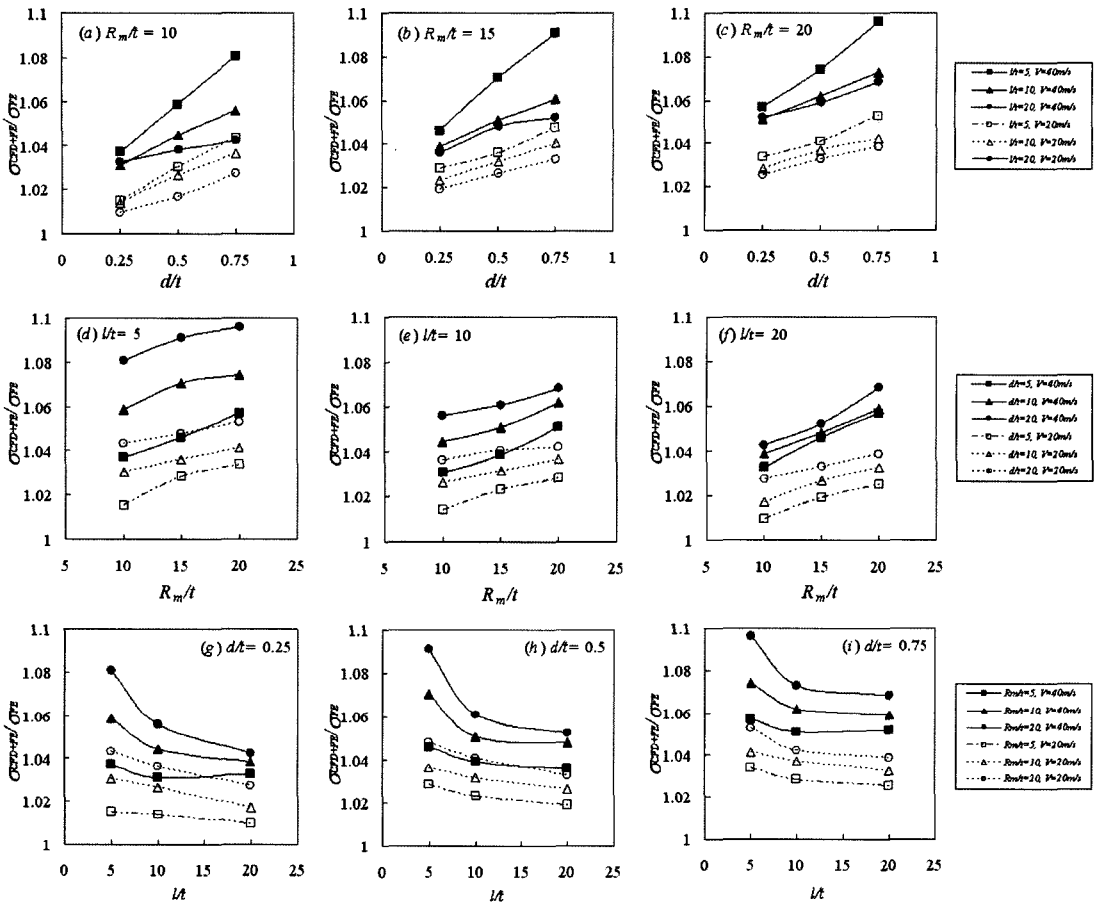 (a) Rm/t = 10
σCFD+FE/σFE
1.1
1.08
1.06
1.04
1.02
1
0
0.25
0.5
0.75
1
d/t
(b) Rm/t = 15
σCFD+FE/σFE
1.1
1.08
1.06
1.04
1.02
1
0
0.25
0.5
0.75
1
d/t
(c) Rm/t = 20
σCFD+FE/σFE
1.1
1.08
1.06
1.04
1.02
1
0
0.25
0.5
0.75
1
d/t
l/t=5, V=40m/s
l/t=10, V=40m/s
l/t=20, V=40m/s
l/t=5, V=20m/s
l/t=10, V=20m/s
l/t=20, V=20m/s
(d) l/t= 5
σCFD+FE/σFE
1.1
1.08
1.06
1.04
1.02
1
5
10
15
20
25
Rm/t
(e) l/t= 10
σCFD+FE/σFE
1.1
1.08
1.06
1.04
1.02
1
5
10
15
20
25
Rm/t
(f) l/t= 20
σCFD+FE/σFE
1.1
1.08
1.06
1.04
1.02
1
5
10
15
20
25
Rm/t
d/t=5, V=40m/s
d/t=10, V=40m/s
d/t=20, V=40m/s
d/t=5, V=20m/s
d/t=10, V=20m/s
d/t=20, V=20m/s
(g) d/t= 0.25
σCFD+FE/σFE
1.1
1.08
1.06
1.04
1.02
1
0
5
10
15
20
25
l/t
(h) d/t= 0.5
σCFD+FE/σFE
1.1
1.08
1.06
1.04
1.02
1
0
5
10
15
20
25
l/t
(i) d/t= 0.75
σCFD+FE/σFE
1.1
1.08
1.06
1.04
1.02
1
0
5
10
15
20
25
l/t
Rm/t=5, V=40m/s
Rm/t=10, V=40m/s
Rm/t=20, V=40m/s
Rm/t=5, V=20m/s
Rm/t=10, V=20m/s
Rm/t=20, V=20m/s